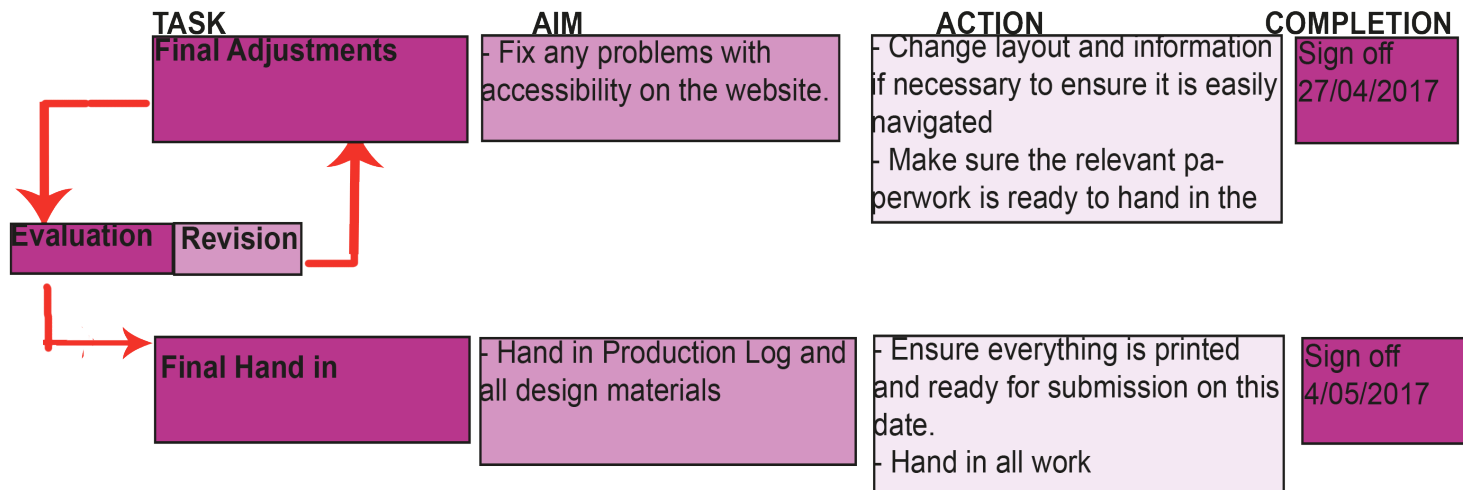 TASK AIM ACTION COMPLETION
Final Adjustments
- Fix any problems with
accessibility on the website.
- Change layout and information
if necessary to ensure it is easily
navigated
- Make sure the relevant pa-
perwork is ready to hand in the
Sign off
27/04/2017
Evaluation Revision
Final Hand in
- Hand in Production Log and
all design materials
- Ensure everything is printed
and ready for submission on this
date.
- Hand in all work
Sign off
4/05/2017